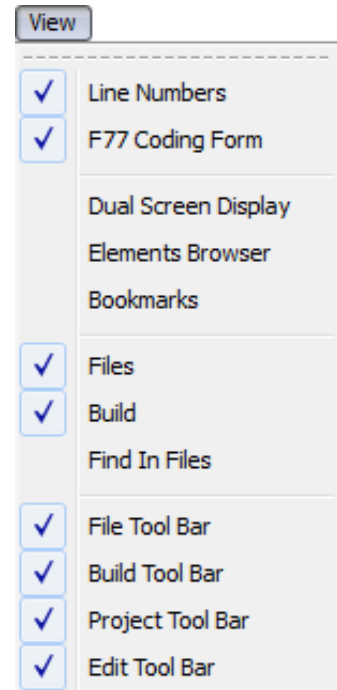 View
Line Numbers
F77 Coding Form
Dual Screen Display
Elements Browser
Bookmarks
Files
Build
Find In Files
File Tool Bar
Build Tool Bar
Project Tool Bar
Edit Tool Bar